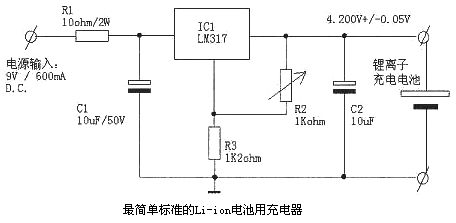 R1
10ohm/2W
IC1
LM317
4.200V+/-0.05V
电源输入:
9V / 600mA
D.C.
锂离子
充电电池
C1
10uF/50V
R2
1Kohm
C2
10uF
R3
1K2ohm
最简单标准的Li-ion电池用充电器